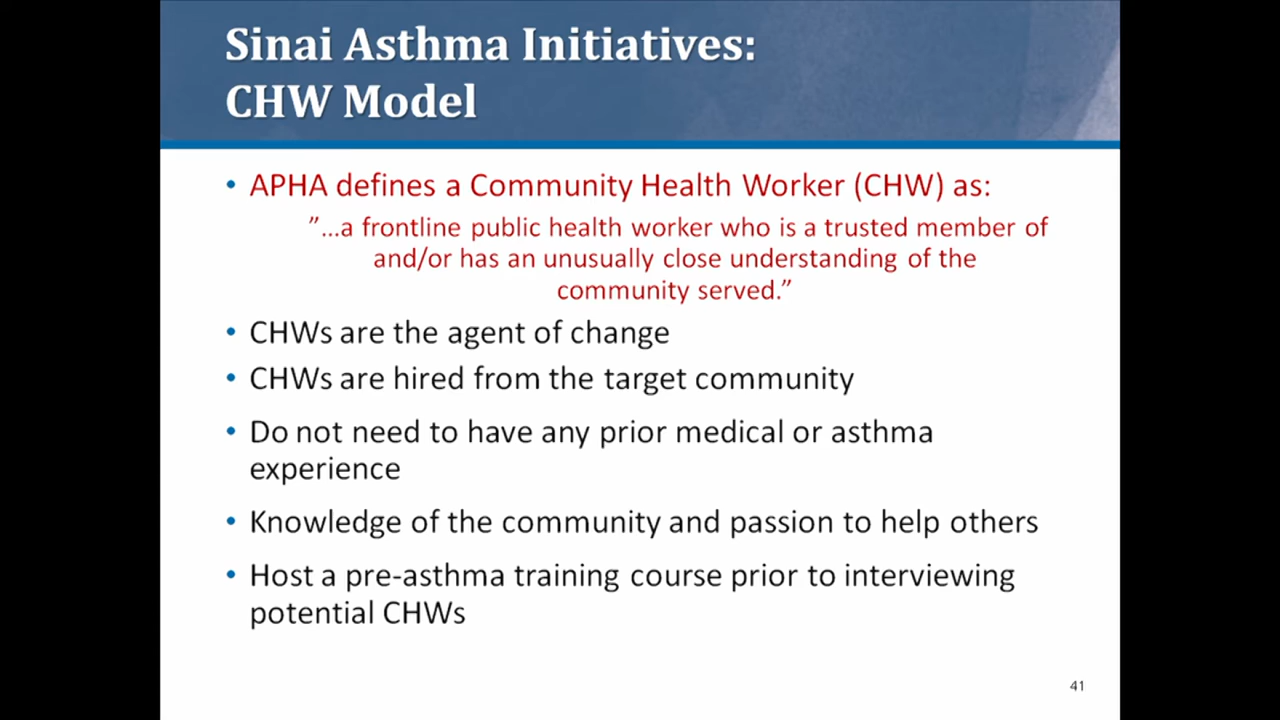 Sinai Asthma Initiatives:
CHW Model
• APHA defines a Community Health Worker (CHW) as:
”...a frontline public health worker who is a trusted member of
and/or has an unusually close understanding of the
community served.”
• CHWs are the agent of change
• CHWs are hired from the target community
• Do not need to have any prior medical or asthma
experience
• Knowledge of the community and passion to help others
• Host a pre-asthma training course prior to interviewing
potential CHWs
41